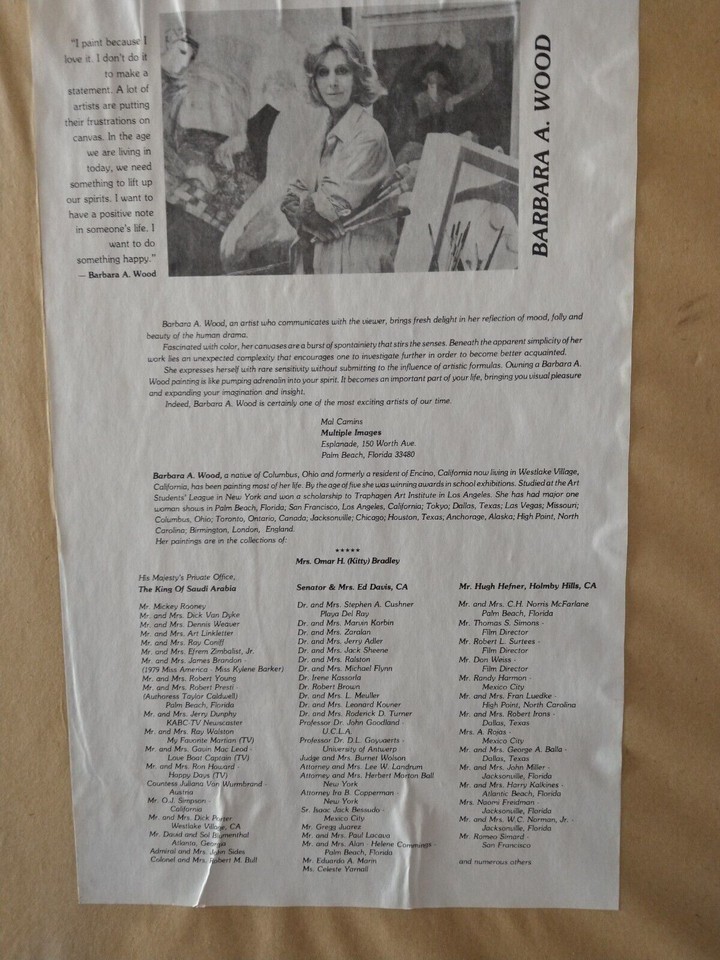 "I paint because I
love it. I don't do it
to make a
statement. A lot of
artists are putting
their frustrations on
canvas. In the age
we are living in
today, we need
something to lift up
our spirits. I want to
have a positive note
in someone's life. I
want to do
something happy."
— Barbara A. Wood
BARBARA A. WOOD
Barbara A. Wood, an artist who communicates with the viewer, brings fresh delight in her reflection of mood, folly and
beauty of the human drama.
Fascinated with color, her canvases are a burst of spontainiety that stirs the senses. Beneath the apparent simplicity of her
work lies an unexpected complexity that encourages one to investigate further in order to become better acquainted.
She expresses herself with rare sensitivity without submitting to the influence of artistic formulas. Owning a Barbara A.
Wood painting is like pumping adrenalin into your spirit. It becomes an important part of your life, bringing you visual pleasure
and expanding your imagination and insight.
Indeed, Barbara A. Wood is certainly one of the most exciting artists of our time.
Mal Camins
Multiple Images
Esplanade, 150 Worth Ave.
Palm Beach, Florida 33480
Barbara A. Wood, a native of Columbus, Ohio and formerly a resident of Encino, California now living in Westlake Village,
California, has been painting most of her life. By the age of five she was winning awards in school exhibitions. Studied at the Art
Students' League in New York and won a scholarship to Traphagen Art Institute in Los Angeles. She has had major one
woman shows in Palm Beach, Florida; San Francisco, Los Angeles, California; Tokyo; Dallas, Texas; Las Vegas; Missouri;
Columbus, Ohio; Toronto, Ontario, Canada; Jacksonville; Chicago; Houston, Texas; Anchorage, Alaska; High Point, North
Carolina; Birmington, London, England.
Her paintings are in the collections of:
*****
Mrs. Omar H. (Kitty) Bradley
His Majesty's Private Office,
The King Of Saudi Arabia
Mr. Mickey Rooney
Mr. and Mrs. Dick Van Dyke
Mr. and Mrs. Dennis Weaver
Mr. and Mrs. Art Linkletter
Mr. and Mrs. Ray Coniff
Mr. and Mrs. Efrem Zimbalist, Jr.
Mr. and Mrs. James Brandon -
(1979 Miss America - Miss Kylene Barker)
Mr. and Mrs. Robert Young
Mr. and Mrs. Robert Presti -
(Authoress Taylor Caldwell)
Palm Beach, Florida
Mr. and Mrs. Jerry Dunphy
KABC-TV Newscaster
Mr. and Mrs. Ray Walston
My Favorite Martian (TV)
Mr. and Mrs. Gavin Mac Leod -
Love Boat Captain (TV)
Mr. and Mrs. Ron Howard -
Happy Days (TV)
Countess Juliana Von Wurmbrand -
Austria
Mr. O.J. Simpson -
California
Mr. and Mrs. Dick Porter
Westlake Village, CA
Mr. David and Sol Blumenthal
Atlanta, Georgia
Admiral and Mrs. John Sides
Colonel and Mrs. Robert M. Bull
Senator & Mrs. Ed Davis, CA
Dr. and Mrs. Stephen A. Cushner
Playa Del Ray
Dr. and Mrs. Marvin Korbin
Dr. and Mrs. Zaralan
Dr. and Mrs. Jerry Adler
Dr. and Mrs. Jack Sheene
Dr. and Mrs. Ralston
Dr. and Mrs. Michael Flynn
Dr. Irene Kassorla
Dr. Robert Brown
Dr. and Mrs. L. Meuller
Dr. and Mrs. Leonard Kovner
Dr. and Mrs. Roderick D. Turner
Professor Dr. John Goodland -
U.C.L.A.
Professor Dr. D.L. Goyvaerts -
University of Antwerp
Judge and Mrs. Burnet Wolson
Attorney and Mrs. Lee W. Landrum
Attorney and Mrs. Herbert Morton Ball
New York
Attorney Ira B. Copperman -
New York
Sr. Isaac Jack Bessudo -
Mexico City
Mr. Gregg Juarez
Mr. and Mrs. Paul Lacaua
Mr. and Mrs. Alan - Helene Commings -
Palm Beach, Florida
Mr. Eduardo A. Marin
Ms. Celeste Yarnall
Mr. Hugh Hefner, Holmby Hills, CA
Mr. and Mrs. C.H. Norris McFarlane
Palm Beach, Florida
Mr. Thomas S. Simons -
Film Director
Mr. Robert L. Surtees -
Film Director
Mr. Don Weiss -
Film Director
Mr. Randy Harmon -
Mexico City
Mr. and Mrs. Fran Luedke -
High Point, North Carolina
Mr. and Mrs. Robert Irons -
Dallas, Texas
Mrs. A. Rojas -
Mexico City
Mr. and Mrs. George A. Balla -
Dallas, Texas
Mr. and Mrs. John Miller -
Jacksonville, Florida
Mr. and Mrs. Harry Kalkines -
Atlantic Beach, Florida
Mrs. Naomi Freidman -
Jacksonville, Florida
Mr. and Mrs. W.C. Norman, Jr. -
Jacksonville, Florida
Mr. Romeo Simard -
San Francisco
and numerous others